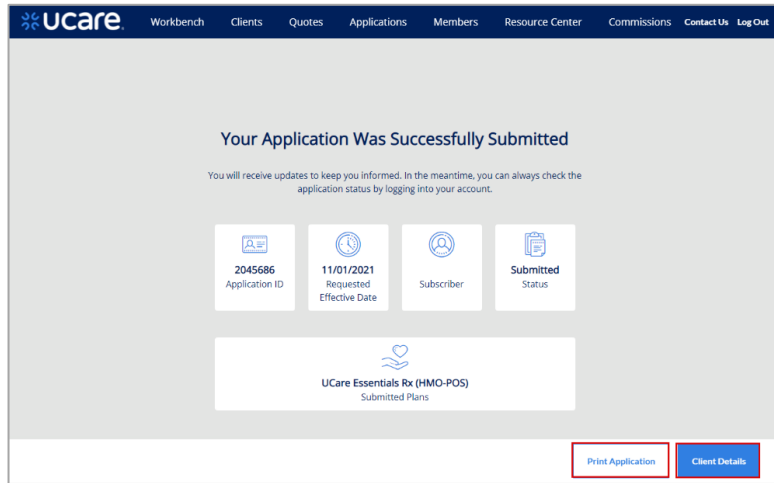 ucare.
Workbench Clients Quotes Applications Members Resource Center Commissions Contact Us Log Out
Your Application Was Successfully Submitted
You will receive updates to keep you informed. In the meantime, you can always check the
application status by logging into your account.
2045686
Application ID
11/01/2021
Requested
Effective Date
Subscriber
Submitted
Status
UCare Essentials Rx (HMO-POS)
Submitted Plans
Print Application
Client Details